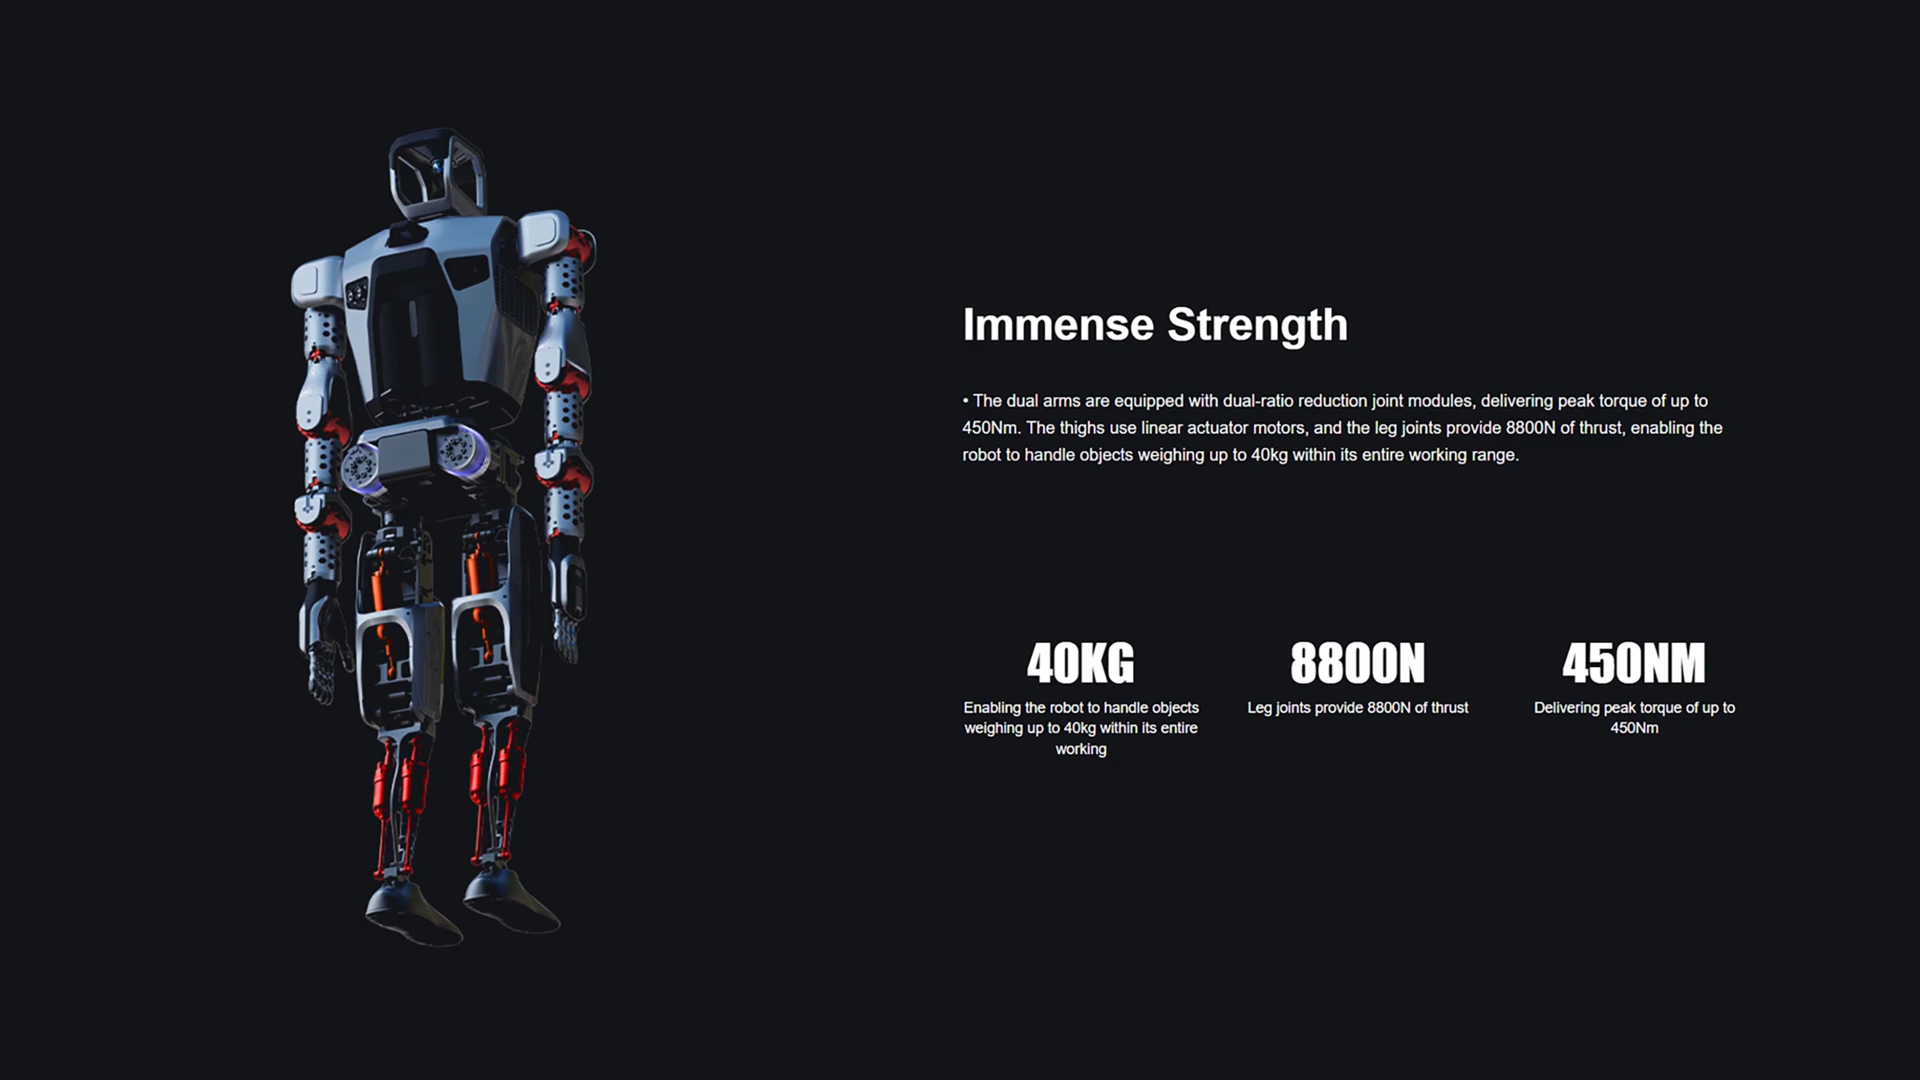 Immense Strength
• The dual arms are equipped with dual-ratio reduction joint modules, delivering peak torque of up to
450Nm. The thighs use linear actuator motors, and the leg joints provide 8800N of thrust, enabling the
robot to handle objects weighing up to 40kg within its entire working range.
40KG
Enabling the robot to handle objects
weighing up to 40kg within its entire
working
8800N
Leg joints provide 8800N of thrust
450NM
Delivering peak torque of up to
450Nm